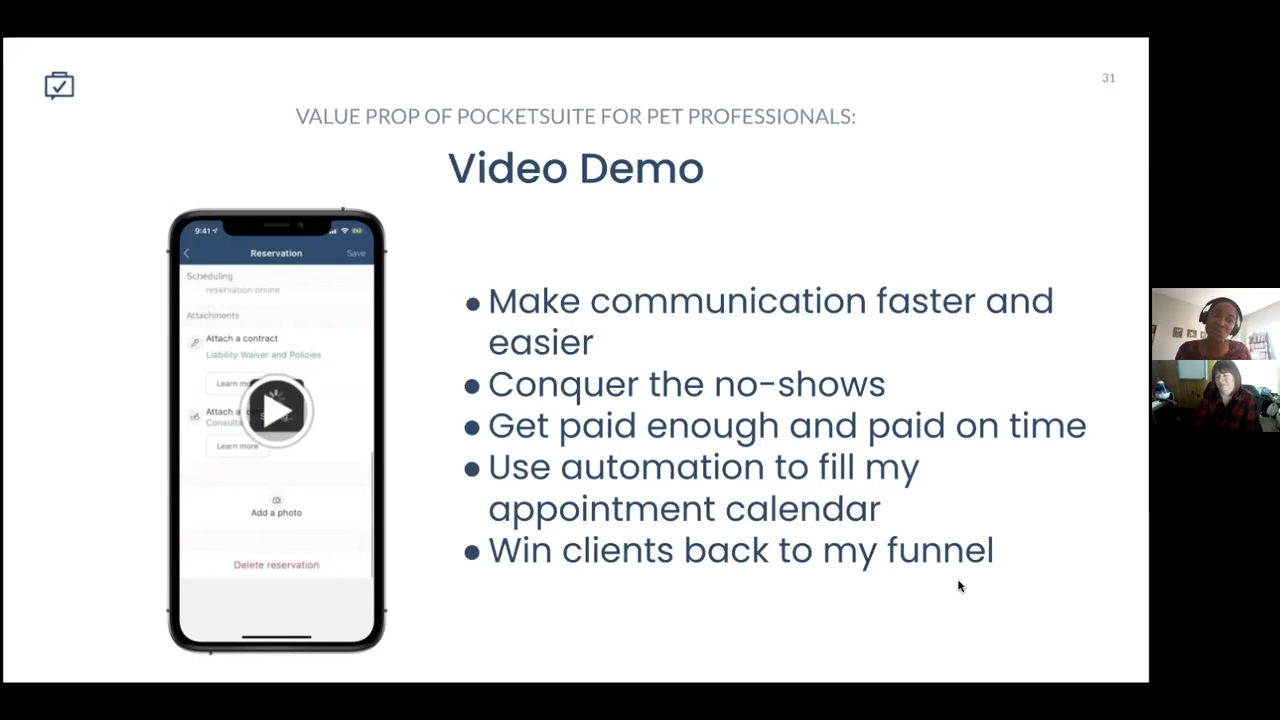 31
VALUE PROP OF POCKETSUITE FOR PET PROFESSIONALS:
Video Demo
9:41
Reservation
Save
Scheduling
reservation online
Attachments
Attach a contract
Liability Waiver and Policies
Learn
Attach a
Learn more
Add a photo
Delete reservation
● Make communication faster and
easier
● Conquer the no-shows
● Get paid enough and paid on time
● Use automation to fill my
appointment calendar
● Win clients back to my funnel